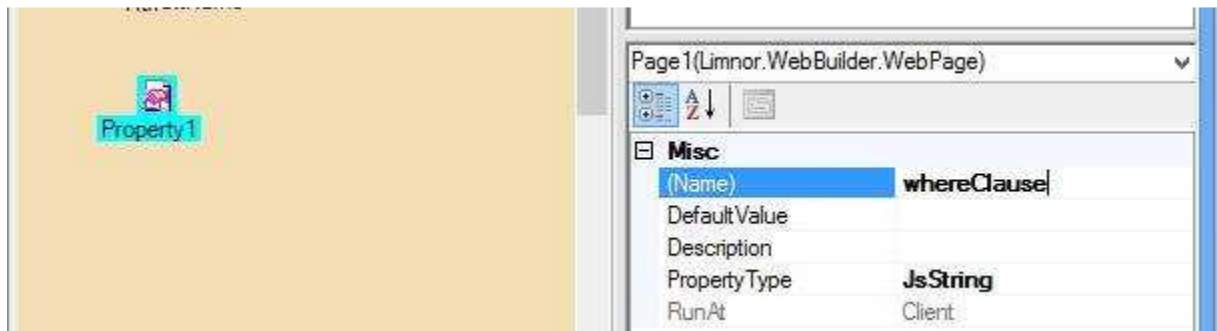 Property1
Page1(Limnor.WebBuilder.WebPage)
Misc
(Name) whereClause
DefaultValue
Description
PropertyType JsString
RunAt Client